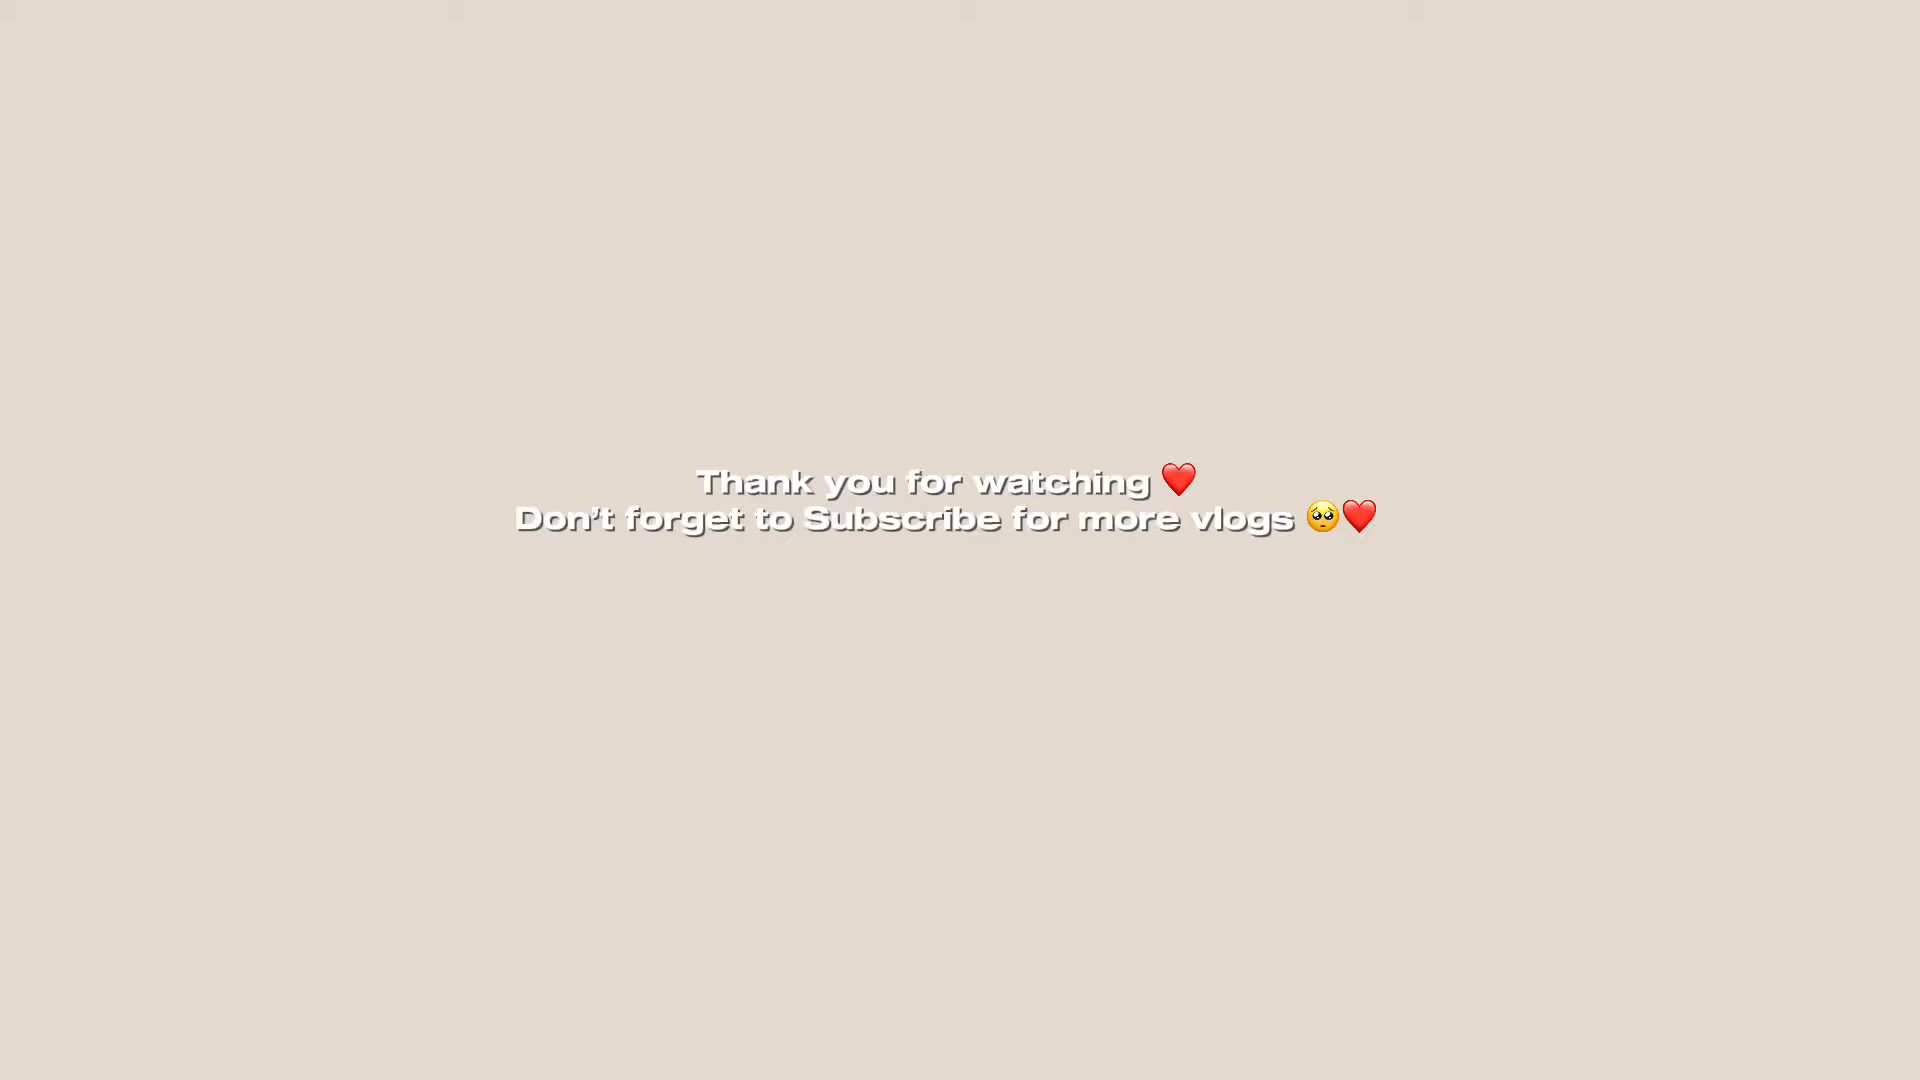 Thank you for watching ❤️
Don’t forget to Subscribe for more vlogs 🥺❤️